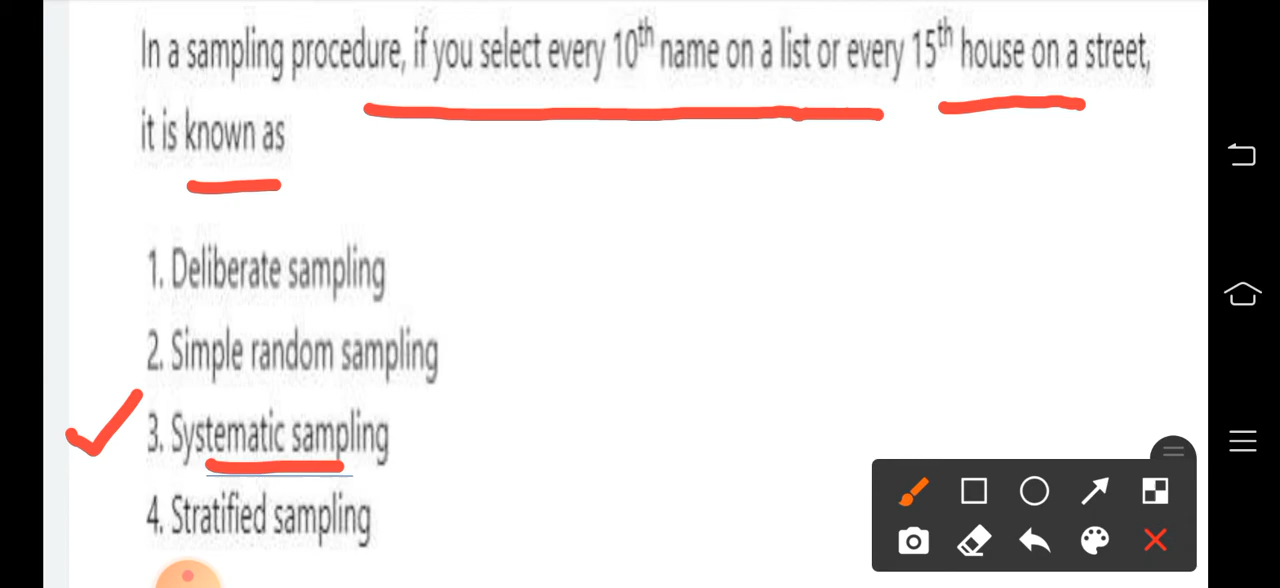 In a sampling procedure, if you select every 10th name on a list or every 15th house on a street,
it is known as
1. Deliberate sampling
2. Simple random sampling
3. Systematic sampling
4. Stratified sampling